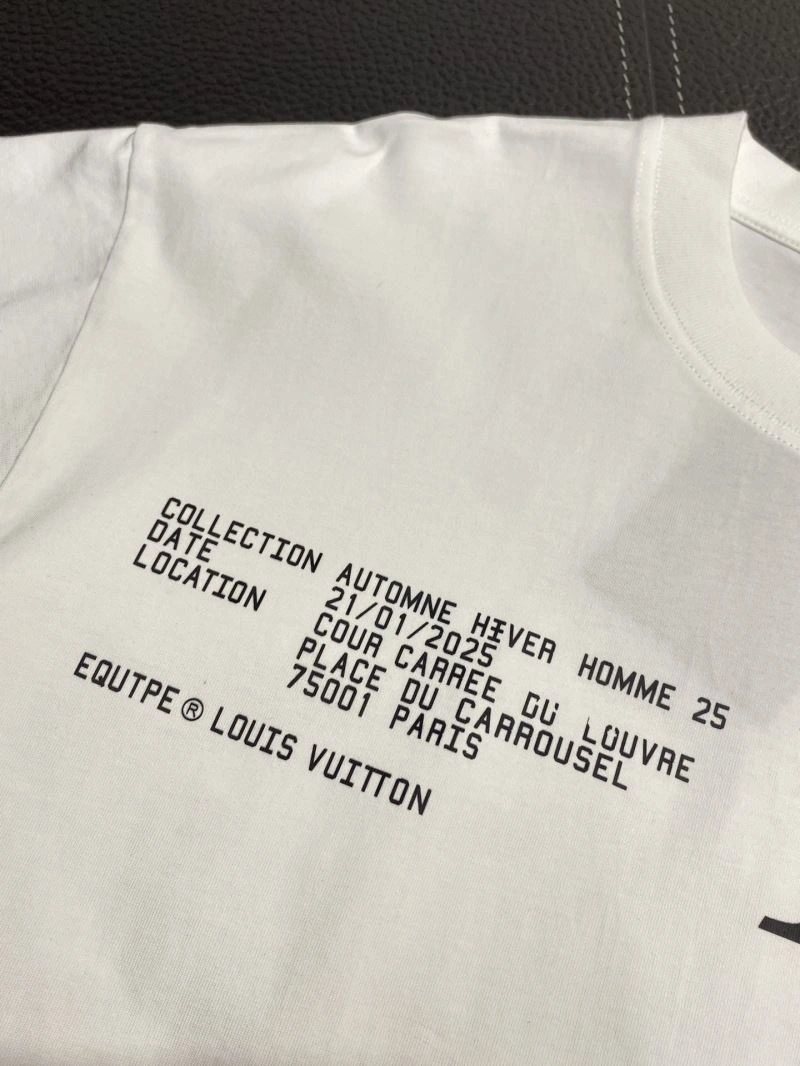 COLLECTION AUTOMNE HIVER HOMME 25
DATE 21/01/2025
LOCATION COUR CARREE DU LOUVRE
PLACE DU CARROUSEL
75001 PARIS
EQUTPE ® LOUIS VUITTON